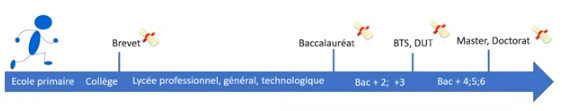 Brevet
Baccalauréat
BTS, DUT
Master, Doctorat
Ecole primaire
Collège
Lycée professionnel, général, technologique
Bac + 2; +3
Bac + 4;5;6